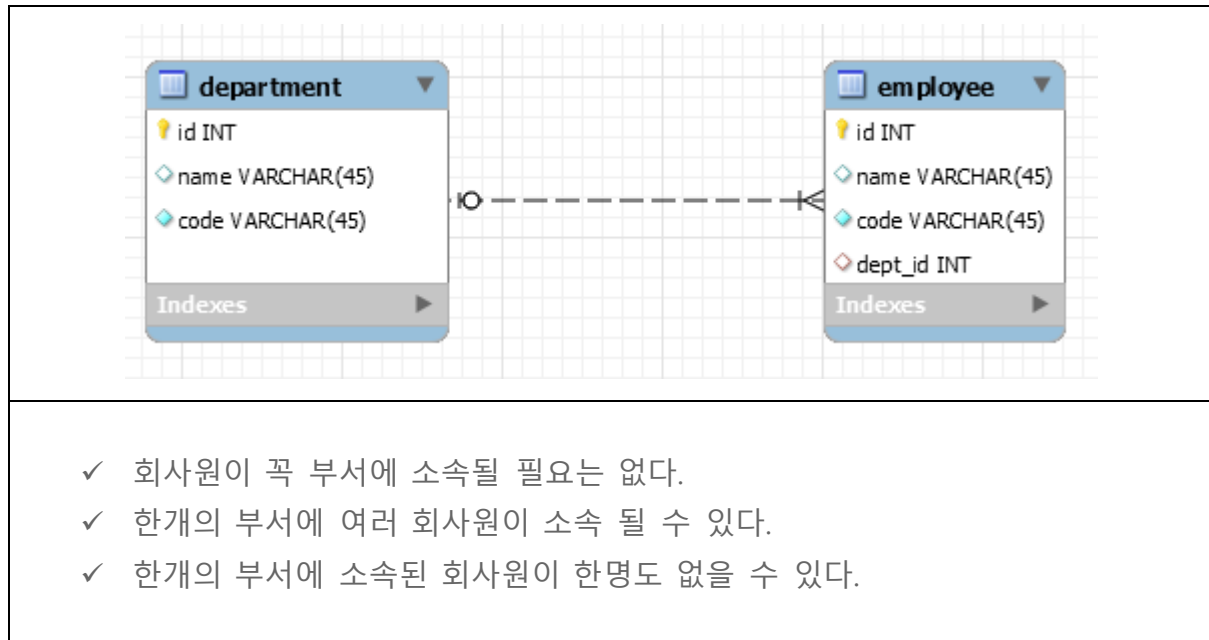 department
id INT
name VARCHAR(45)
code VARCHAR(45)
Indexes
employee
id INT
name VARCHAR(45)
code VARCHAR(45)
dept_id INT
Indexes
✓ 회사원이 꼭 부서에 소속될 필요는 없다.
✓ 한개의 부서에 여러 회사원이 소속 될 수 있다.
✓ 한개의 부서에 소속된 회사원이 한명도 없을 수 있다.